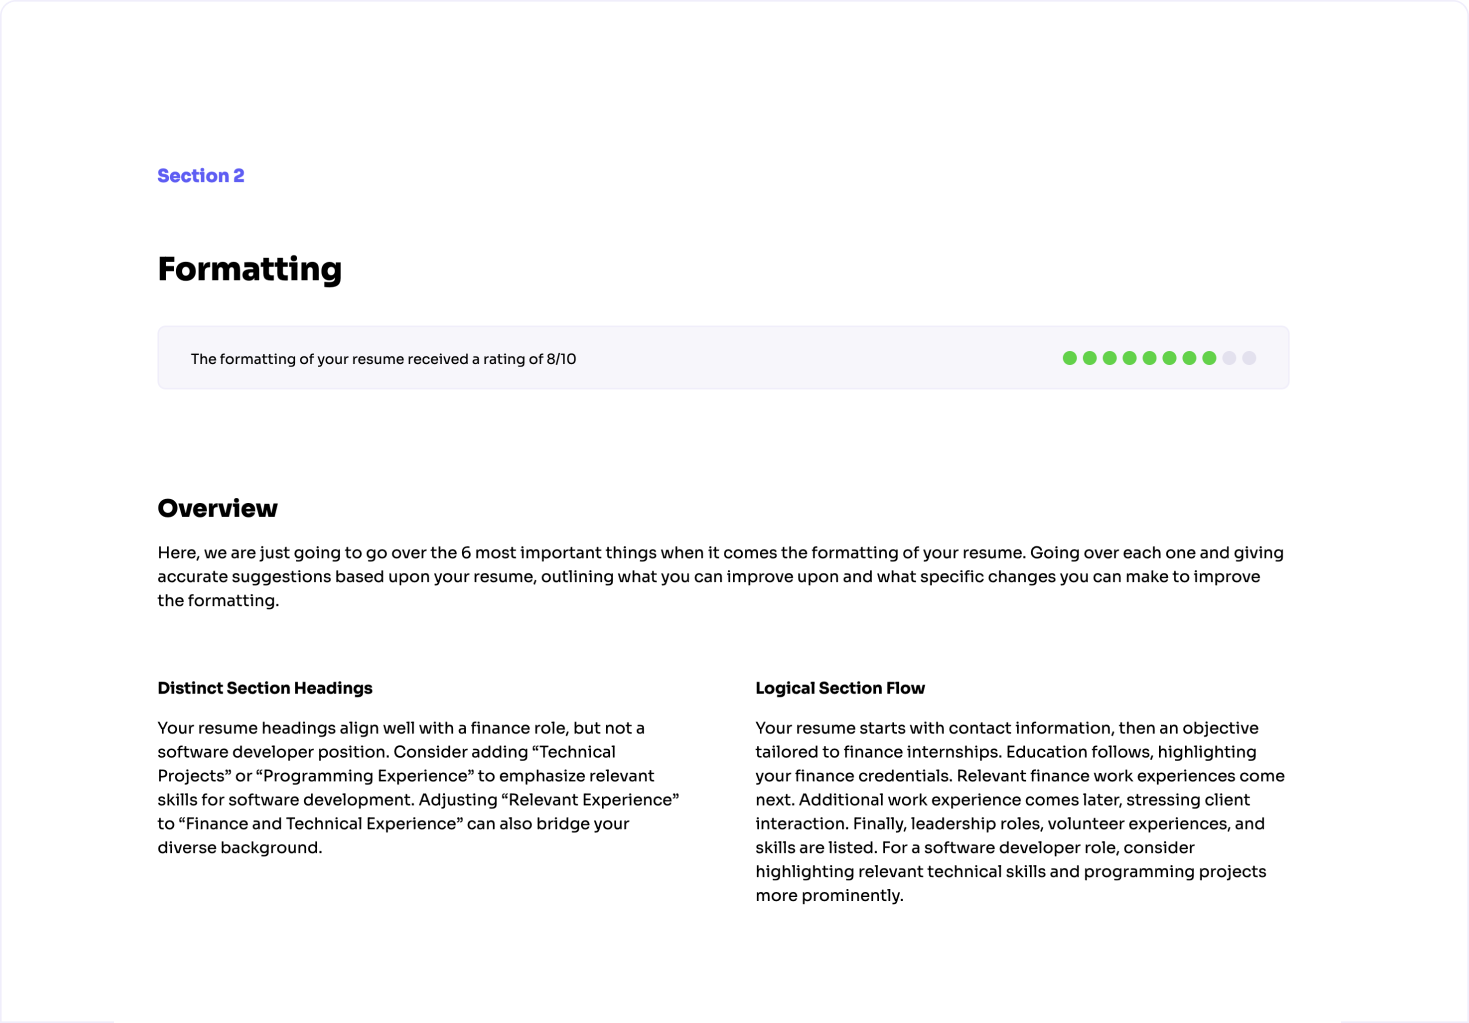 Section 2
Formatting
The formatting of your resume received a rating of 8/10
Overview
Here, we are just going to go over the 6 most important things when it comes the formatting of your resume. Going over each one and giving
accurate suggestions based upon your resume, outlining what you can improve upon and what specific changes you can make to improve
the formatting.
Distinct Section Headings
Your resume headings align well with a finance role, but not a
software developer position. Consider adding “Technical
Projects” or “Programming Experience” to emphasize relevant
skills for software development. Adjusting “Relevant Experience”
to “Finance and Technical Experience” can also bridge your
diverse background.
Logical Section Flow
Your resume starts with contact information, then an objective
tailored to finance internships. Education follows, highlighting
your finance credentials. Relevant finance work experiences come
next. Additional work experience comes later, stressing client
interaction. Finally, leadership roles, volunteer experiences, and
skills are listed. For a software developer role, consider
highlighting relevant technical skills and programming projects
more prominently.